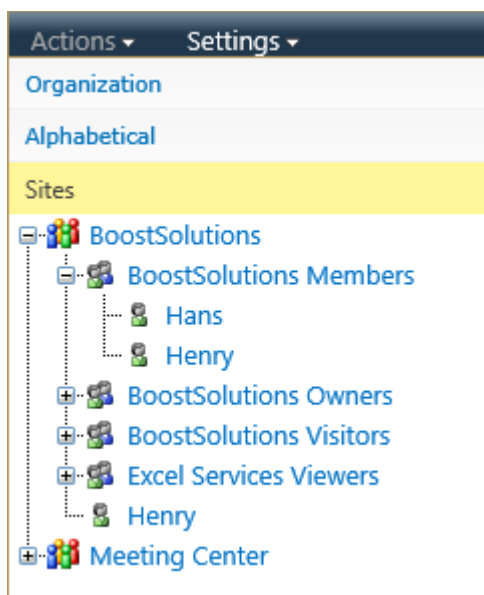 Actions Settings
Organization
Alphabetical
Sites
BoostSolutions
BoostSolutions Members
Hans
Henry
BoostSolutions Owners
BoostSolutions Visitors
Excel Services Viewers
Henry
Meeting Center